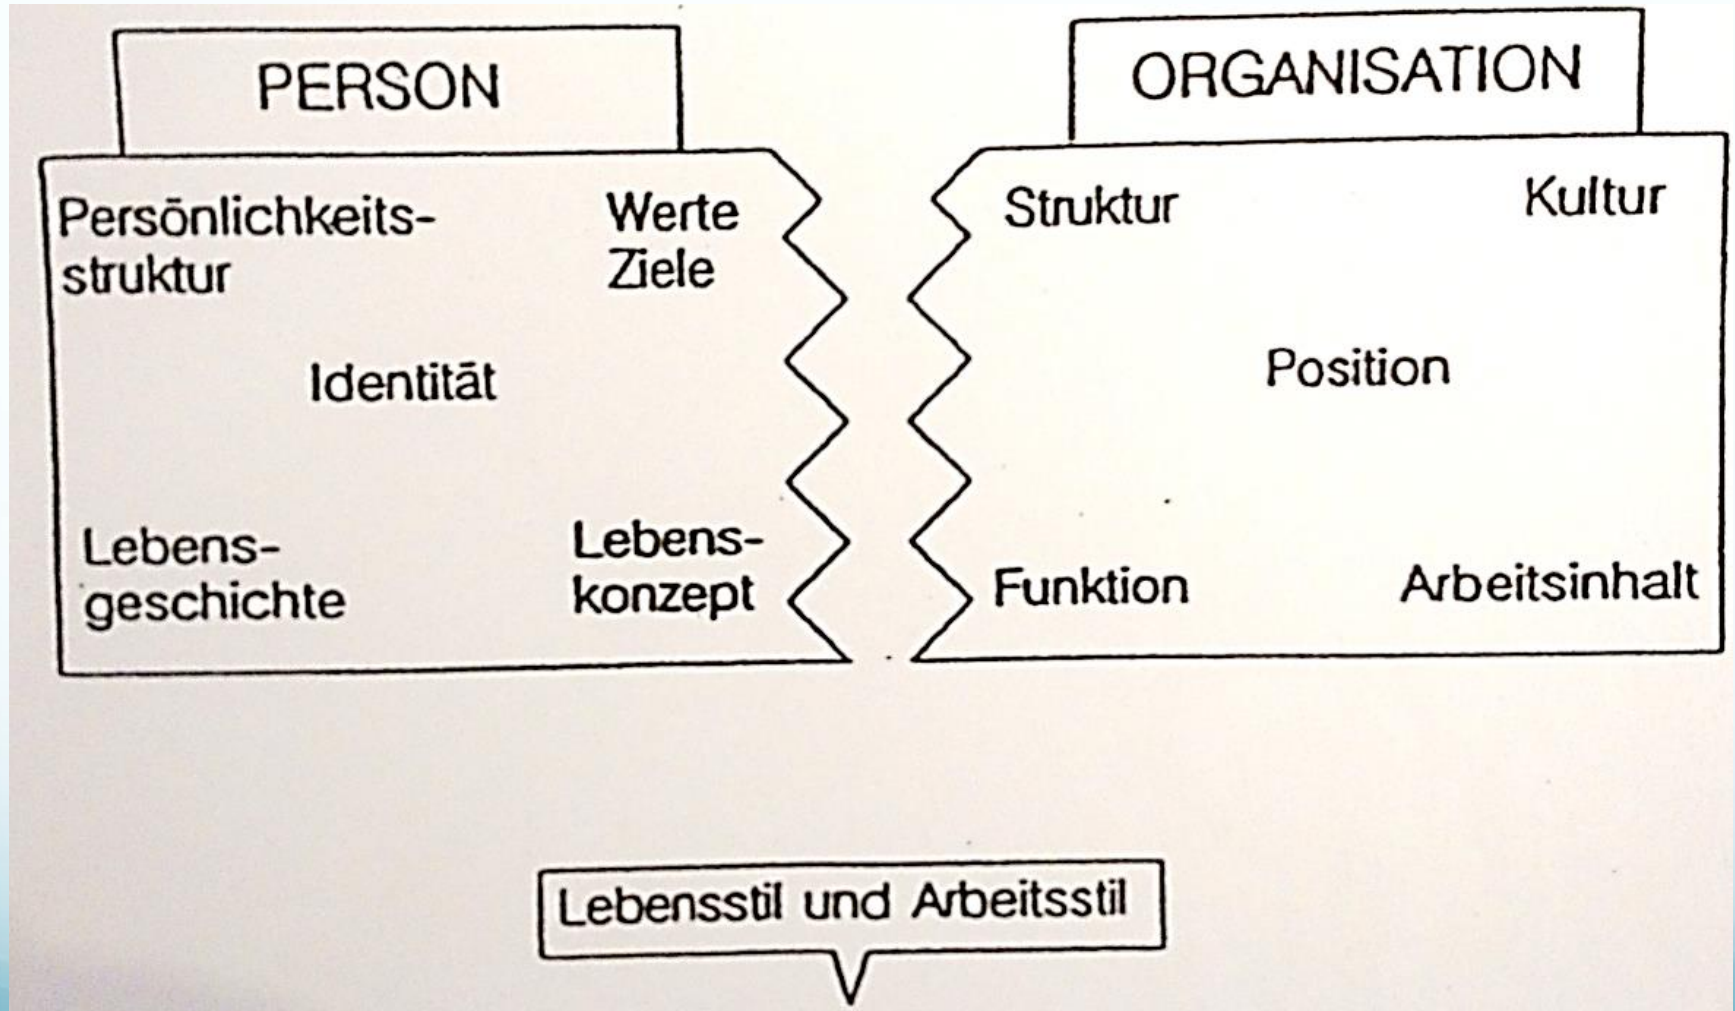 PERSON
Persönlichkeits-
struktur
Werte
Ziele
Identität
Lebens-
geschichte
Lebens-
konzept
ORGANISATION
Struktur
Kultur
Position
Funktion
Arbeitsinhalt
Lebensstil und Arbeitsstil